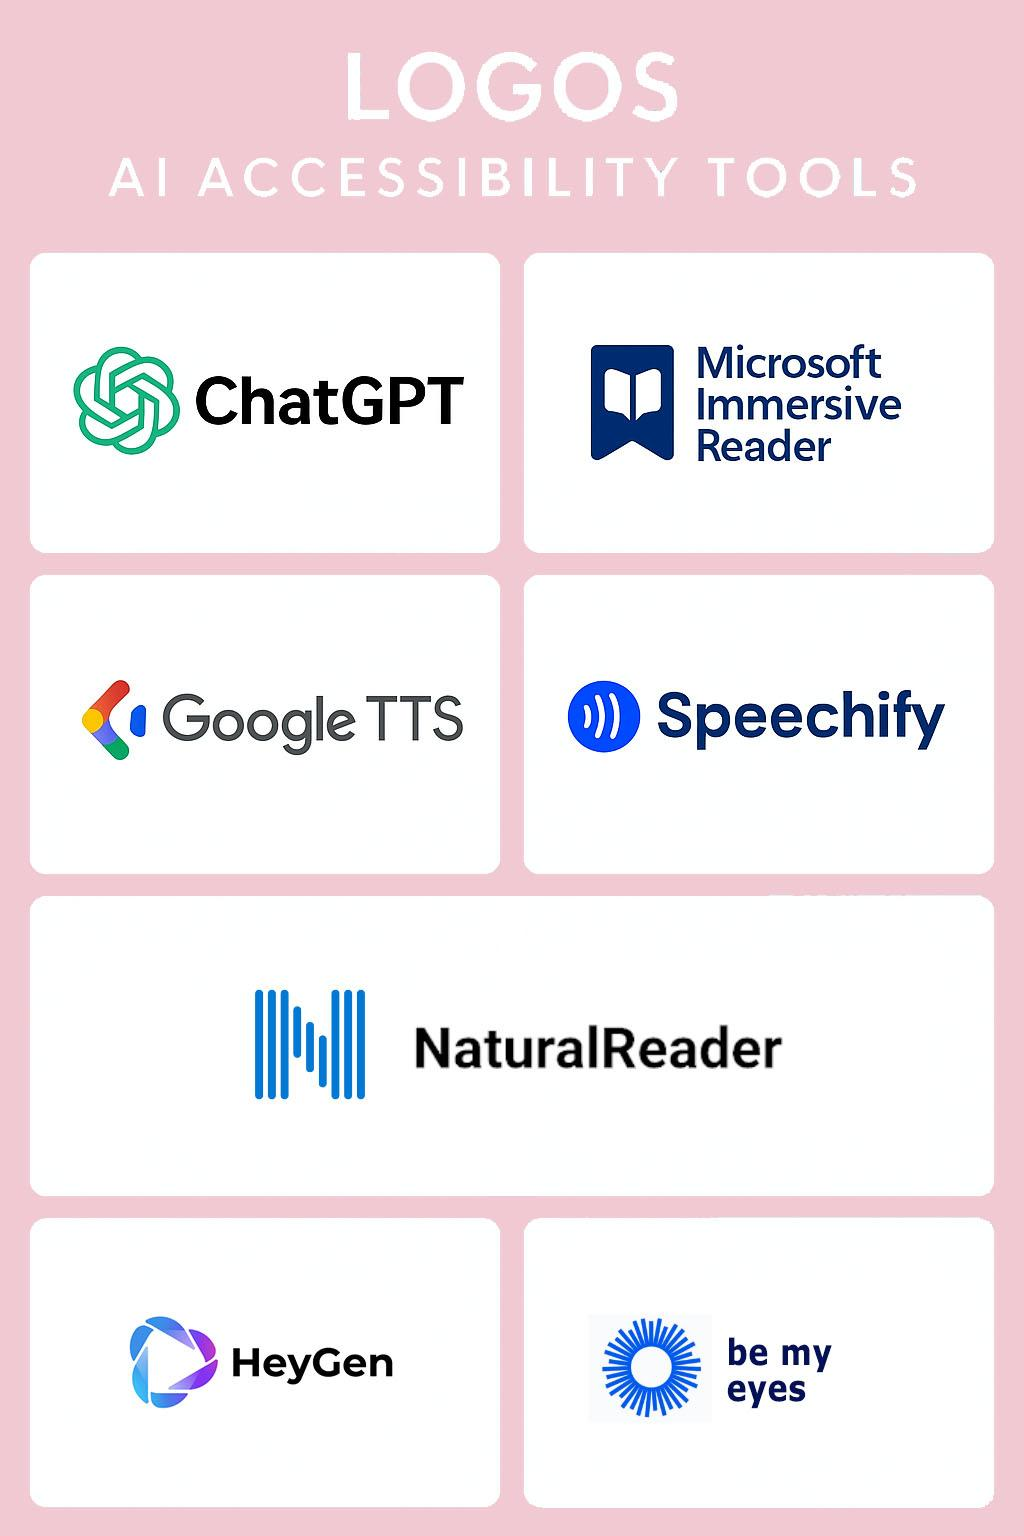 LOGOS
AI ACCESSIBILITY TOOLS
ChatGPT
Microsoft
Immersive
Reader
Google TTS
Speechify
NaturalReader
HeyGen
be my
eyes